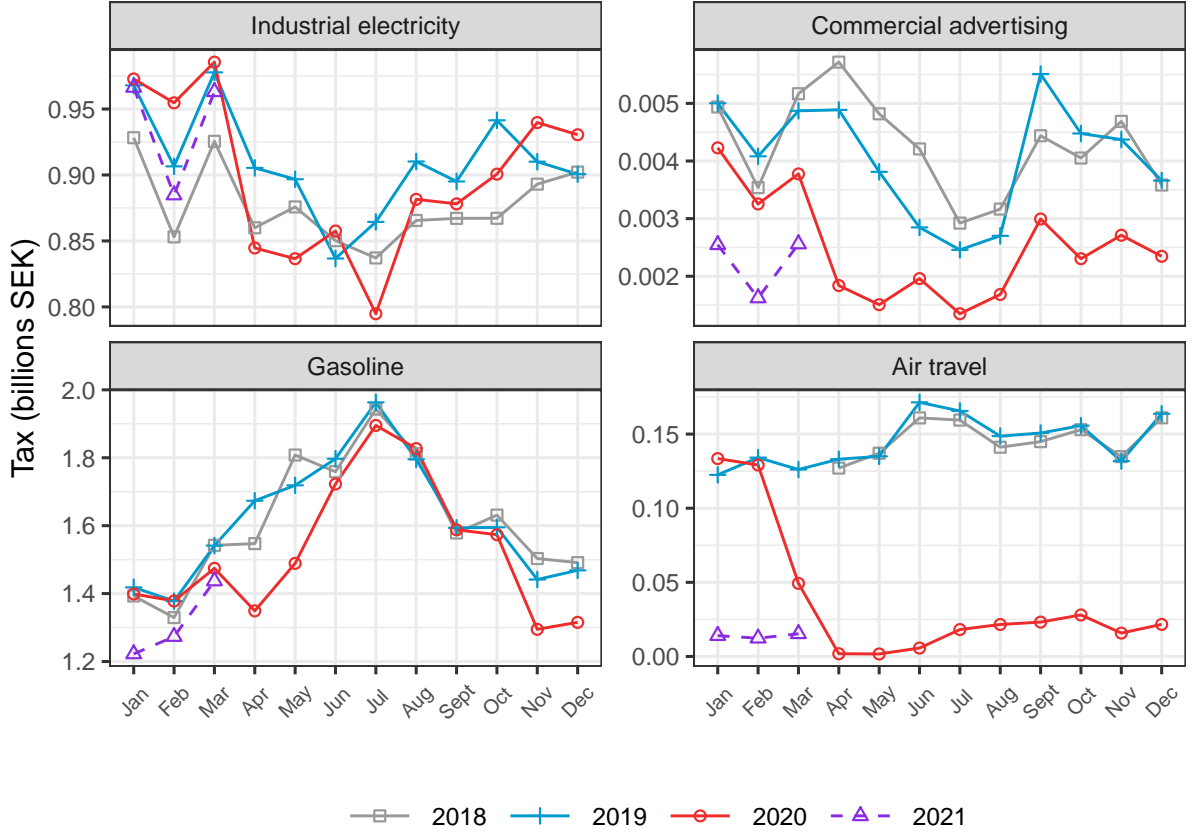 Industrial electricity
Commercial advertising
0.95
0.90
0.85
0.80
0.005
0.004
0.003
0.002
Tax (billions SEK)
Gasoline
Air travel
2.0
1.8
1.6
1.4
1.2
0.15
0.10
0.05
0.00
Jan Feb Mar Apr May Jun Jul Aug Sept Oct Nov Dec
Jan Feb Mar Apr May Jun Jul Aug Sept Oct Nov Dec
2018 2019 2020 2021